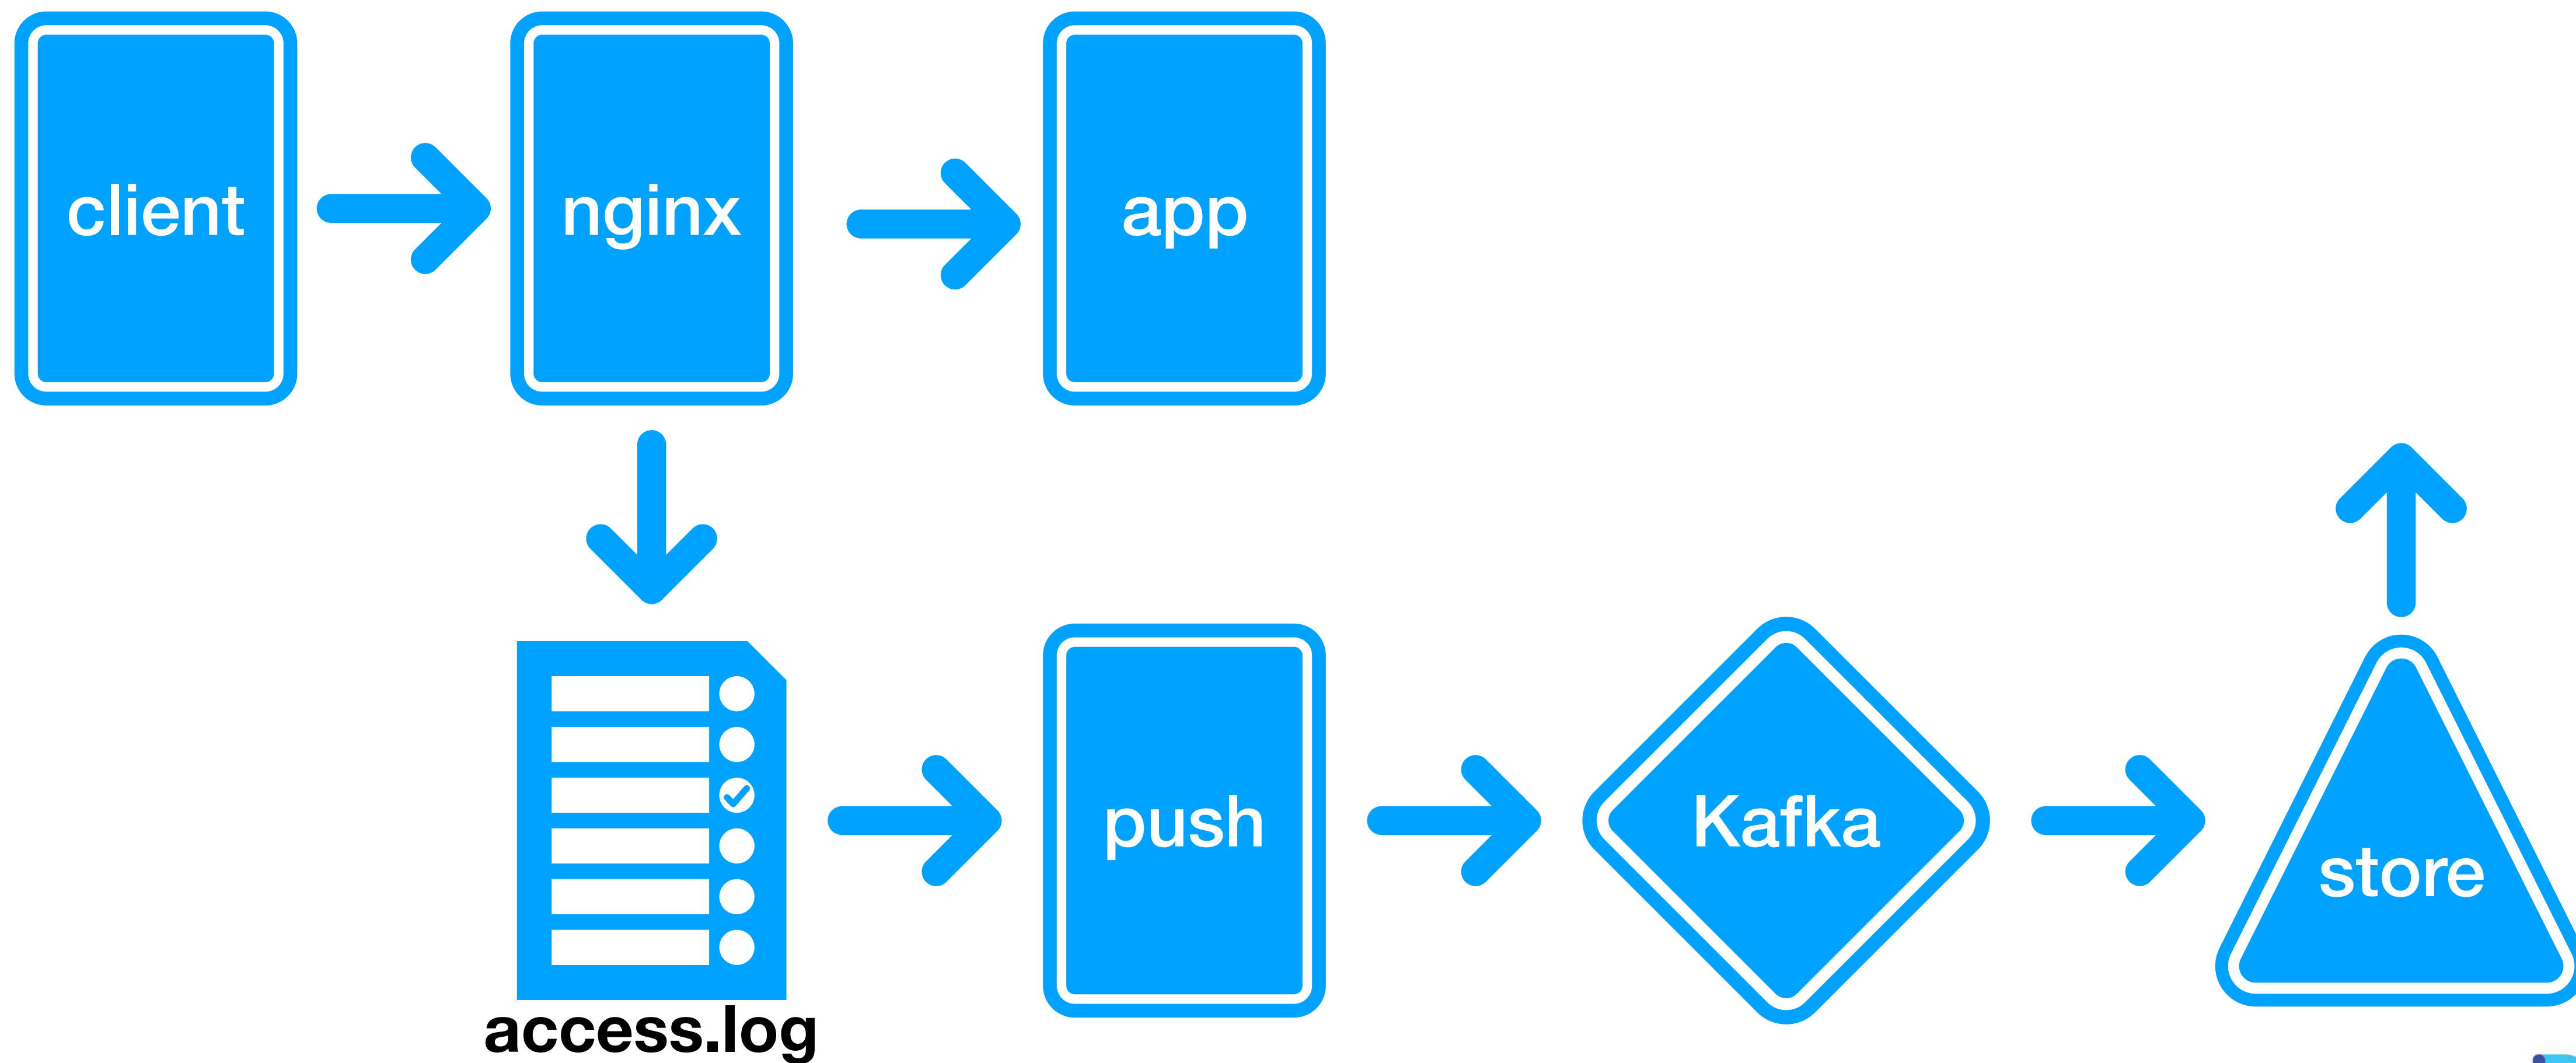 client
nginx
app
push
Kafka
store
access.log